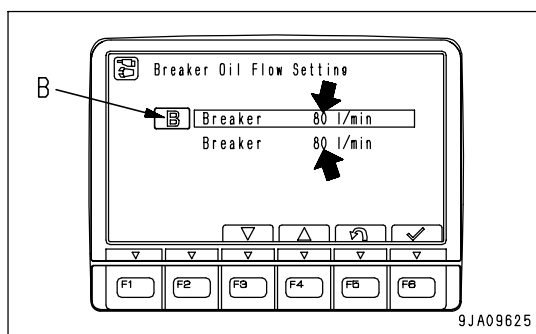 Breaker Oil Flow Setting
B
B Breaker 80 l/min
Breaker 80 l/min
F1 F2 F3 F4 F5 F6
9JA09625